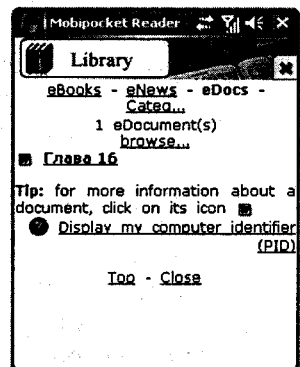 Mobipocket Reader
Library
eBooks - eNews - eDocs -
Categ...
1 eDocument(s)
browse...
Глава 16
Tip: for more information about a
document, click on its icon
Display my computer identifier
(PID)
Top - Close